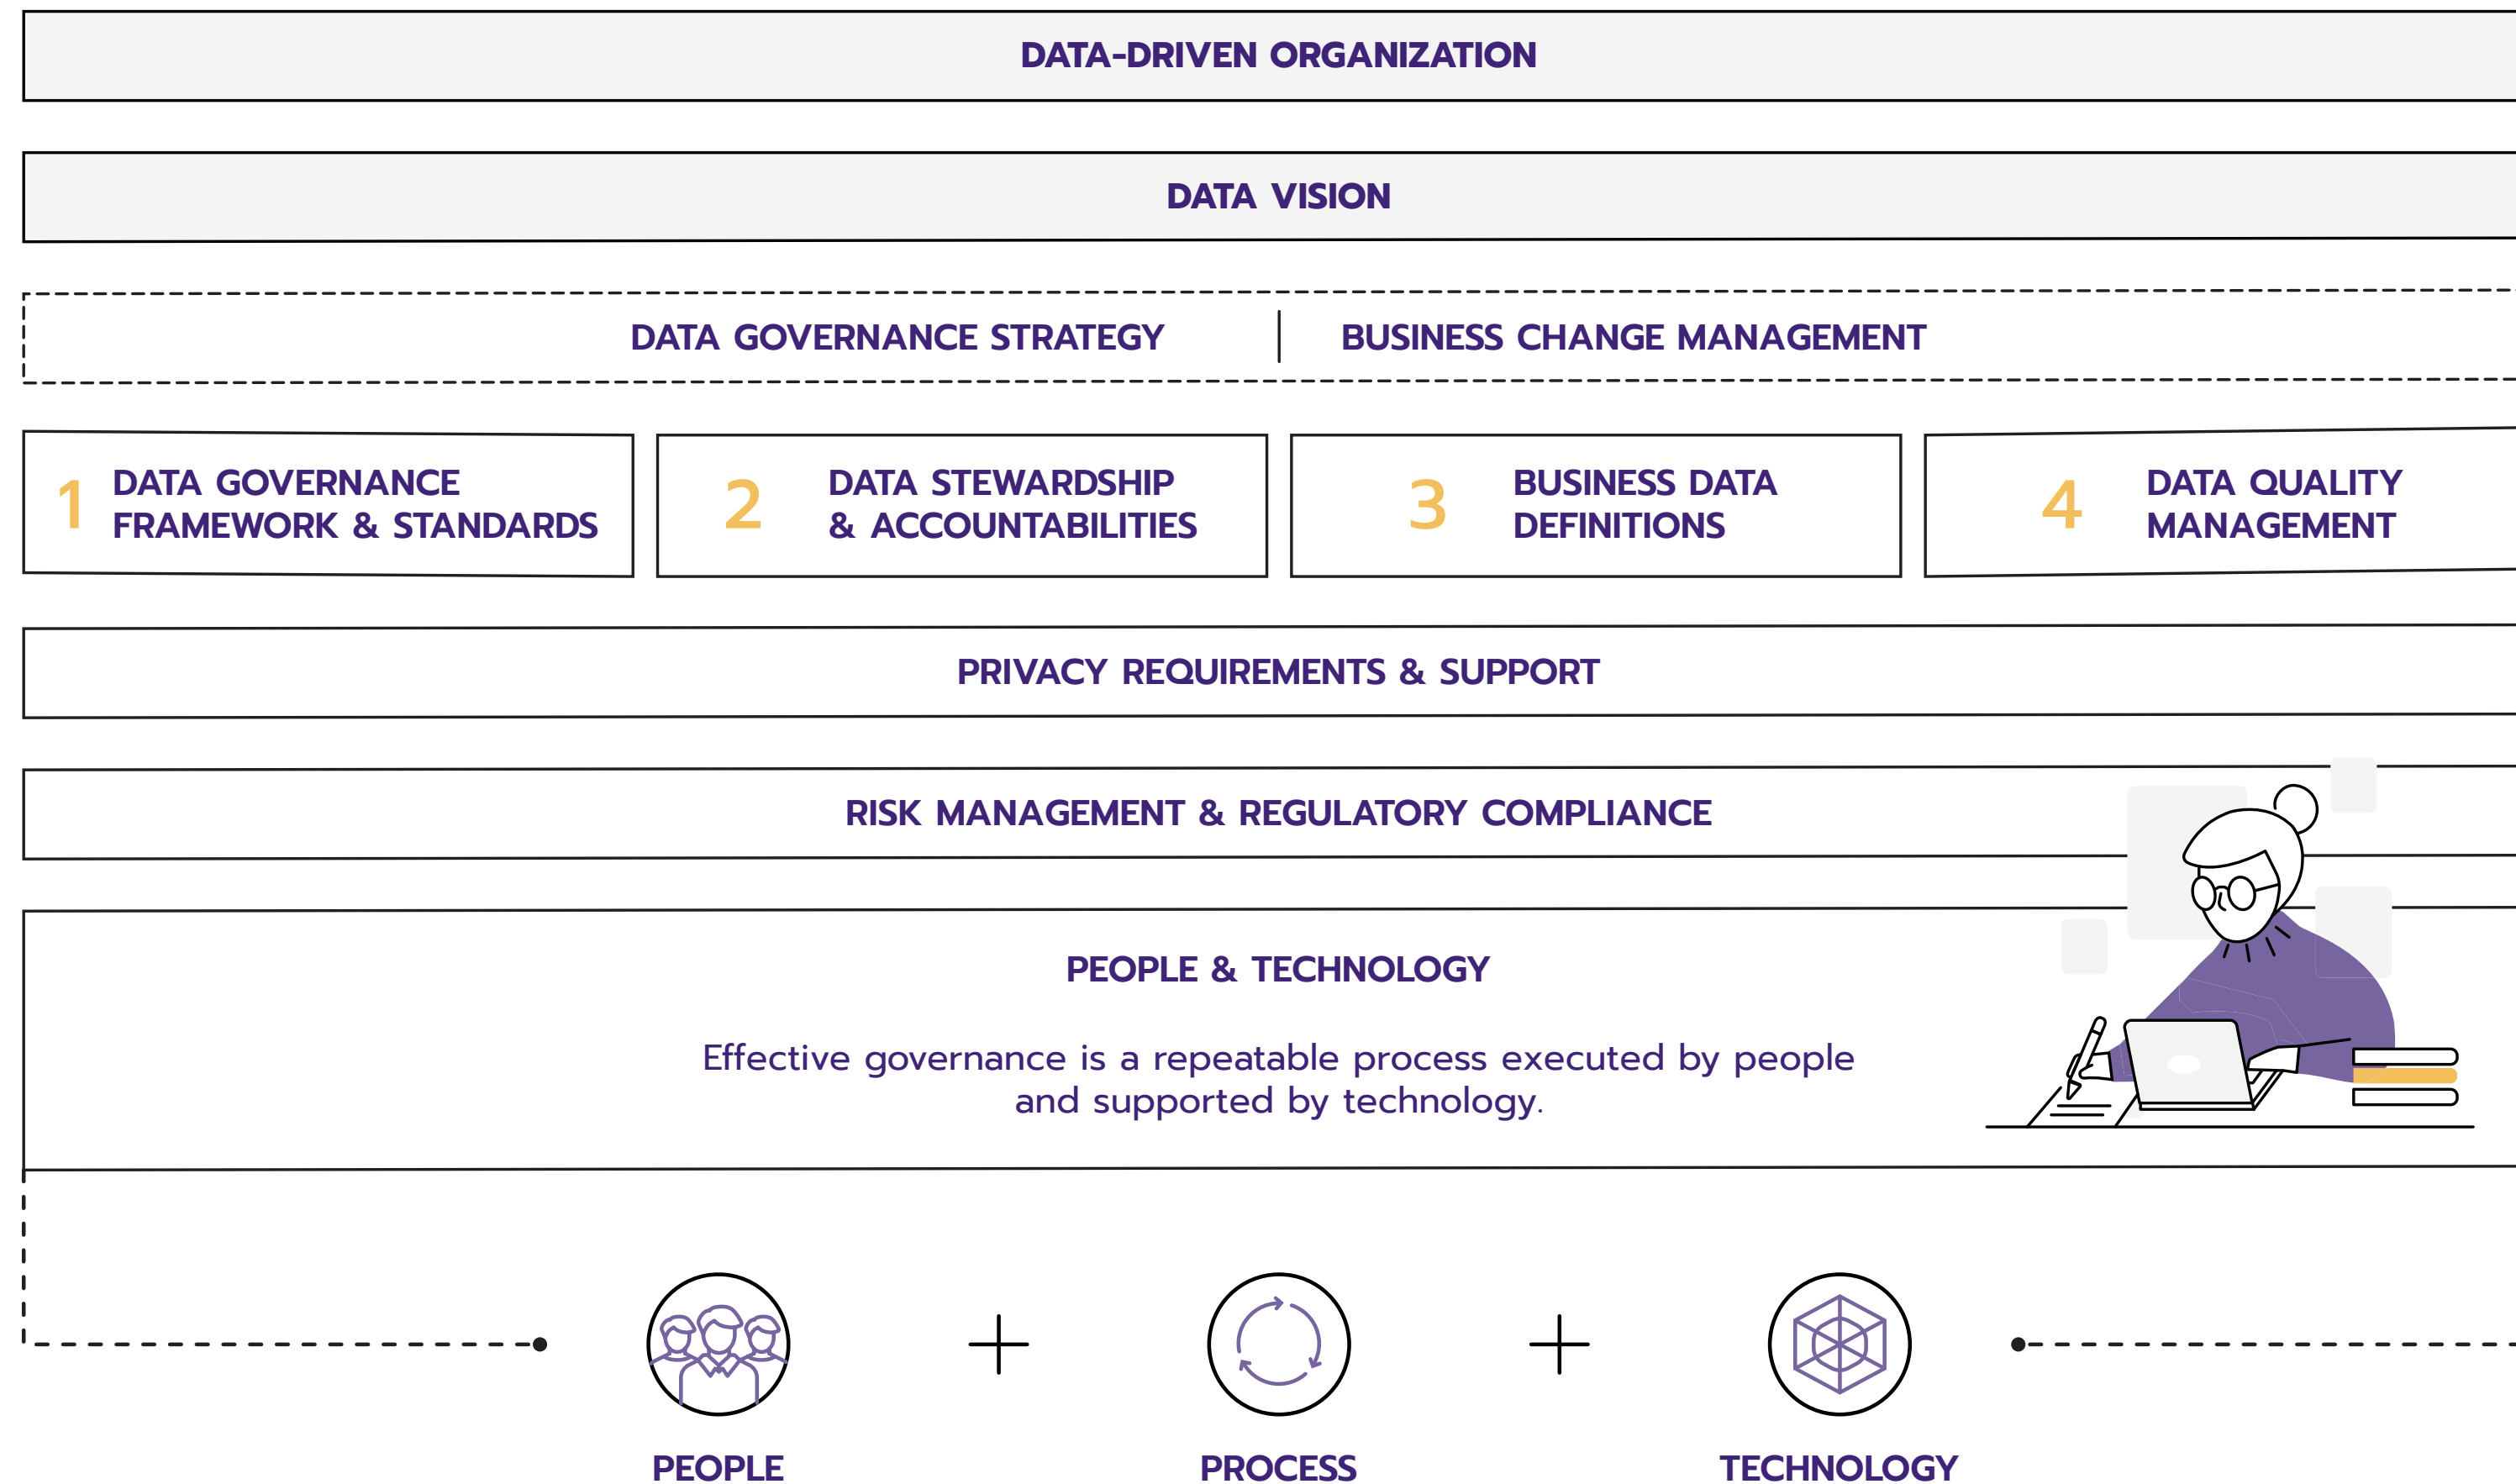 DATA-DRIVEN ORGANIZATION
DATA VISION
DATA GOVERNANCE STRATEGY
BUSINESS CHANGE MANAGEMENT
1
DATA GOVERNANCE
FRAMEWORK & STANDARDS
2
DATA STEWARDSHIP
& ACCOUNTABILITIES
3
BUSINESS DATA
DEFINITIONS
4
DATA QUALITY
MANAGEMENT
PRIVACY REQUIREMENTS & SUPPORT
RISK MANAGEMENT & REGULATORY COMPLIANCE
PEOPLE & TECHNOLOGY
Effective governance is a repeatable process executed by people
and supported by technology.
PEOPLE
PROCESS
TECHNOLOGY